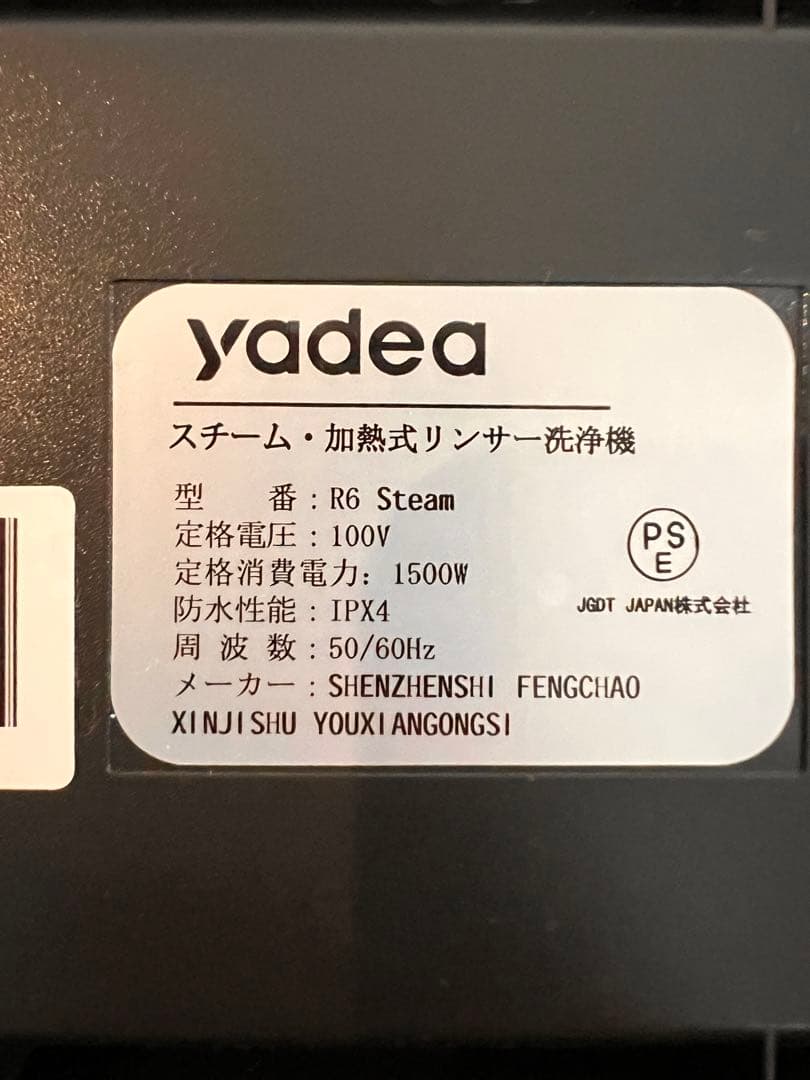 yadea
スチーム・加熱式リンサー洗浄機
型　　番：R6 Steam
定格電圧：100V
定格消費電力：1500W
防水性能：IPX4
周 波 数：50/60Hz
メーカー：SHENZHENSHI FENGCHAO
XINJISHU YOUXIANGONGSI
PS
E
JGDT JAPAN株式会社